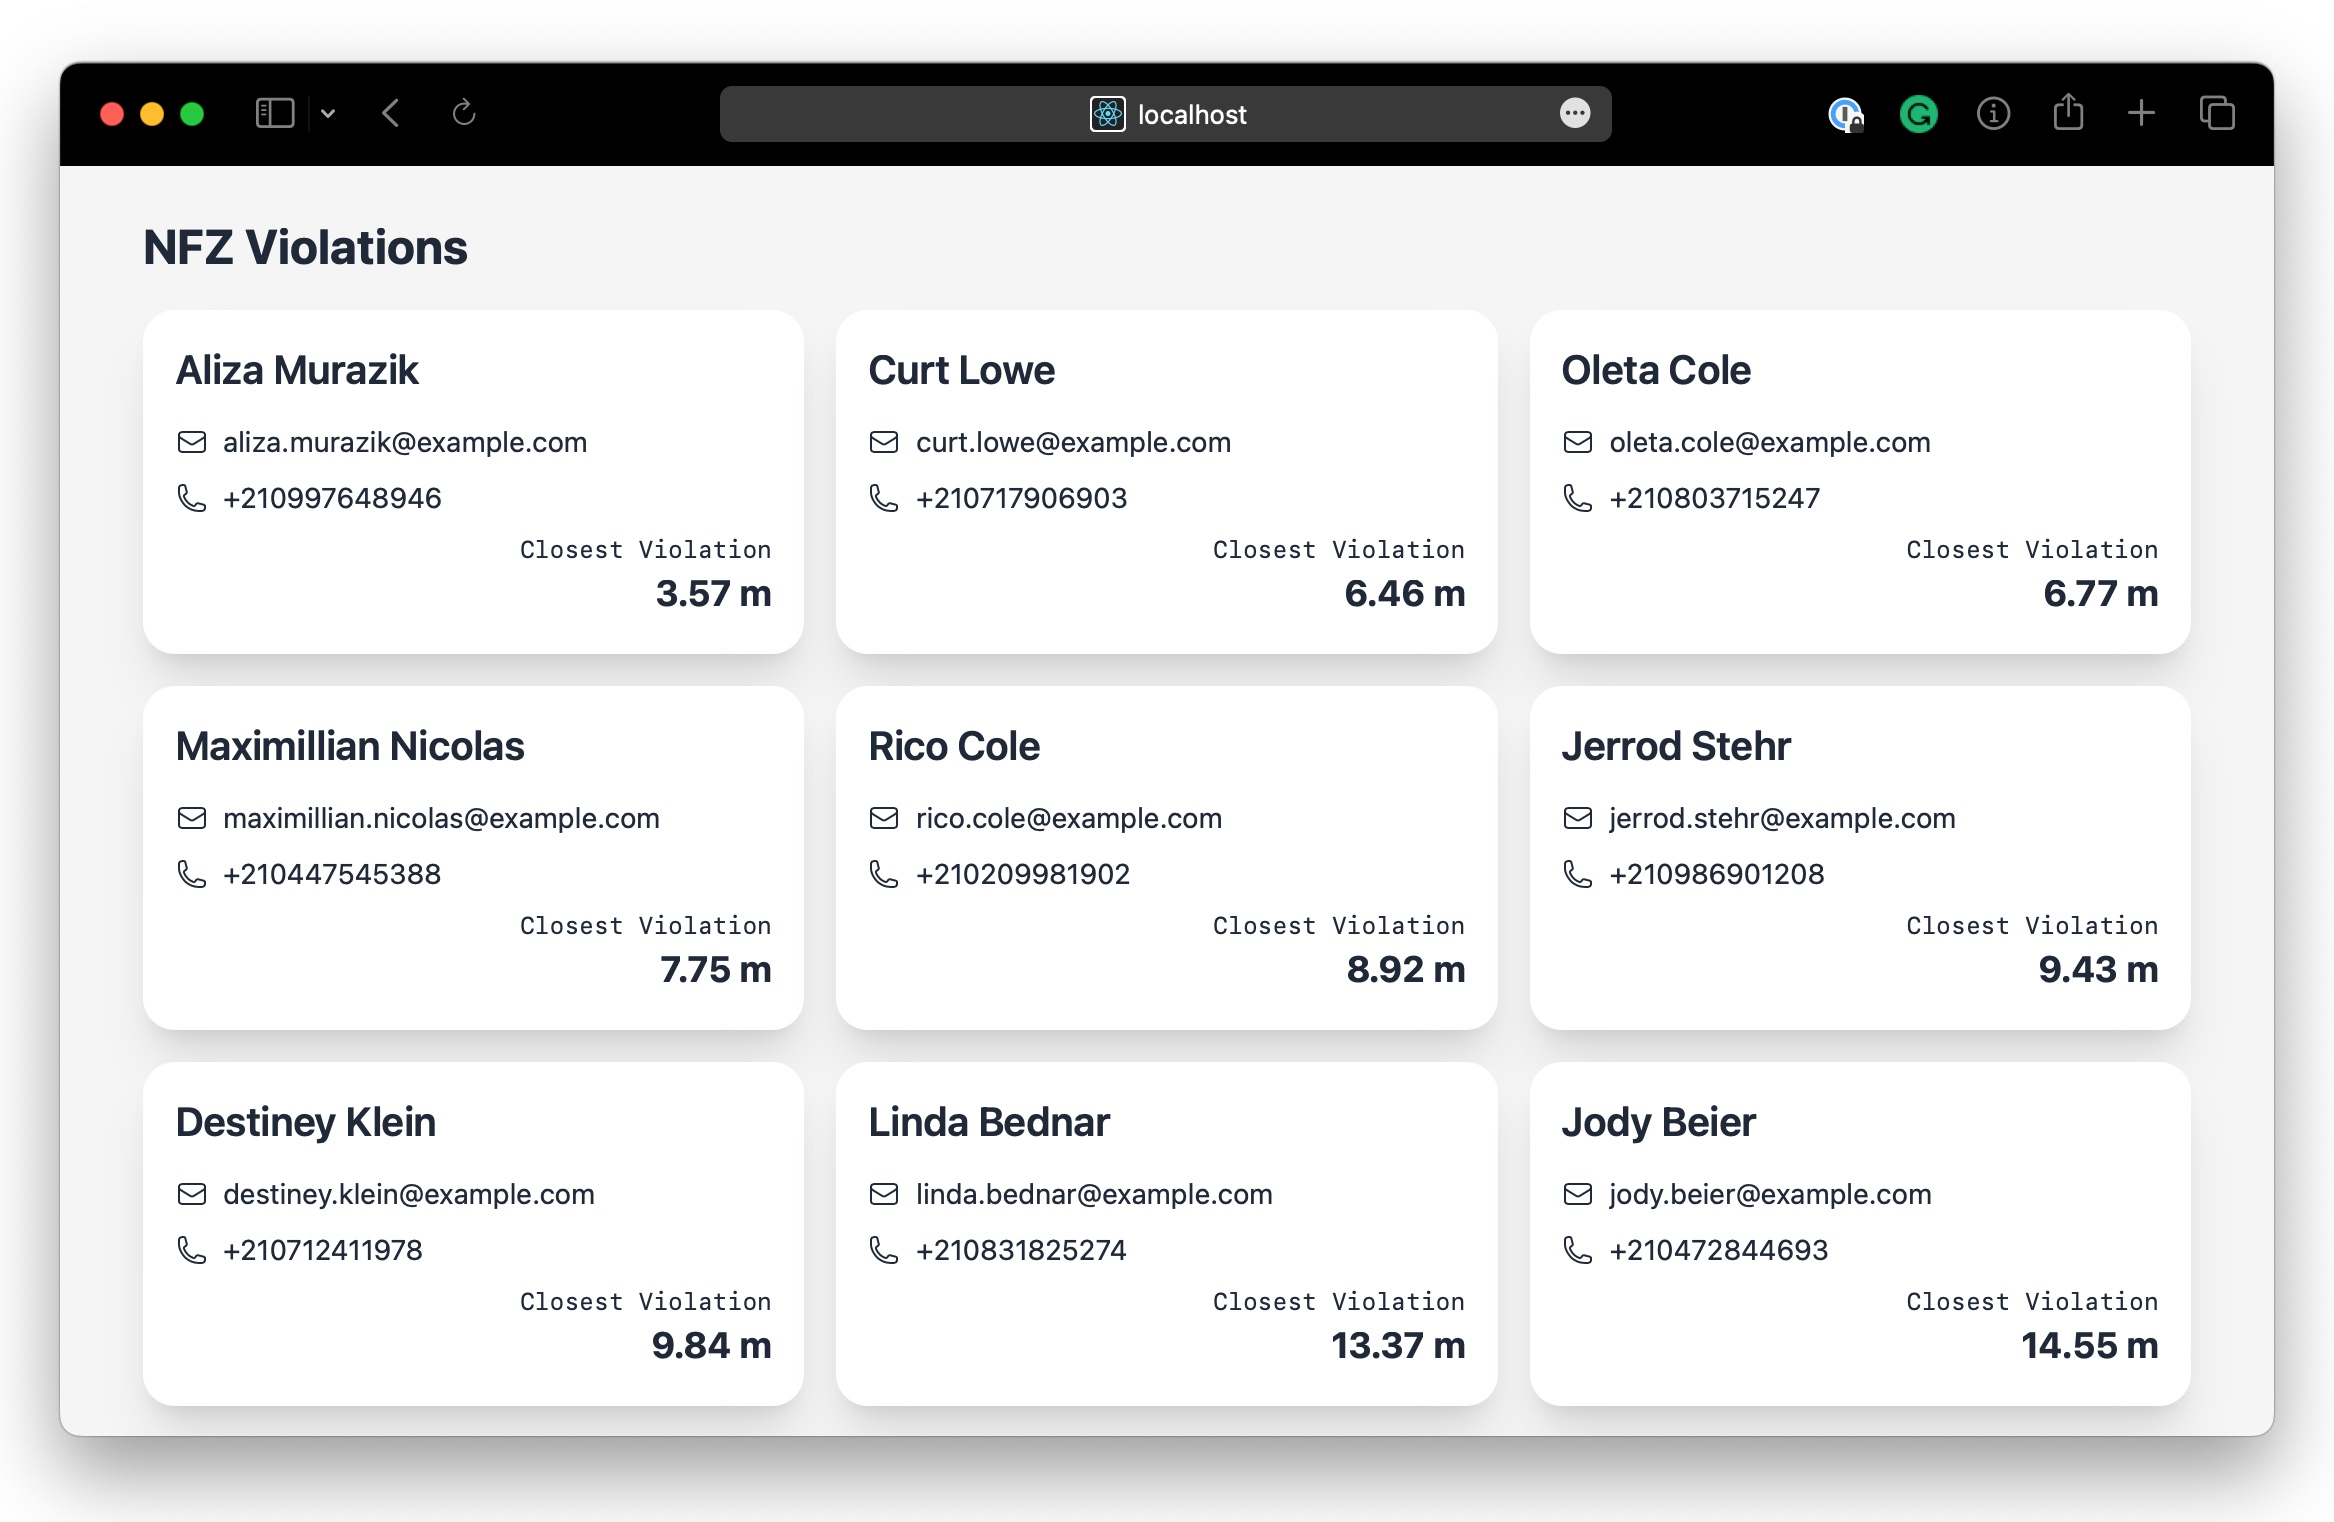 localhost
NFZ Violations
Aliza Murazik
aliza.murazik@example.com
+210997648946
Closest Violation
3.57 m
Curt Lowe
curt.lowe@example.com
+210717906903
Closest Violation
6.46 m
Oleta Cole
oleta.cole@example.com
+210803715247
Closest Violation
6.77 m
Maximillian Nicolas
maximillian.nicolas@example.com
+210447545388
Closest Violation
7.75 m
Rico Cole
rico.cole@example.com
+210209981902
Closest Violation
8.92 m
Jerrod Stehr
jerrod.stehr@example.com
+210986901208
Closest Violation
9.43 m
Destiney Klein
destiney.klein@example.com
+210712411978
Closest Violation
9.84 m
Linda Bednar
linda.bednar@example.com
+210831825274
Closest Violation
13.37 m
Jody Beier
jody.beier@example.com
+210472844693
Closest Violation
14.55 m